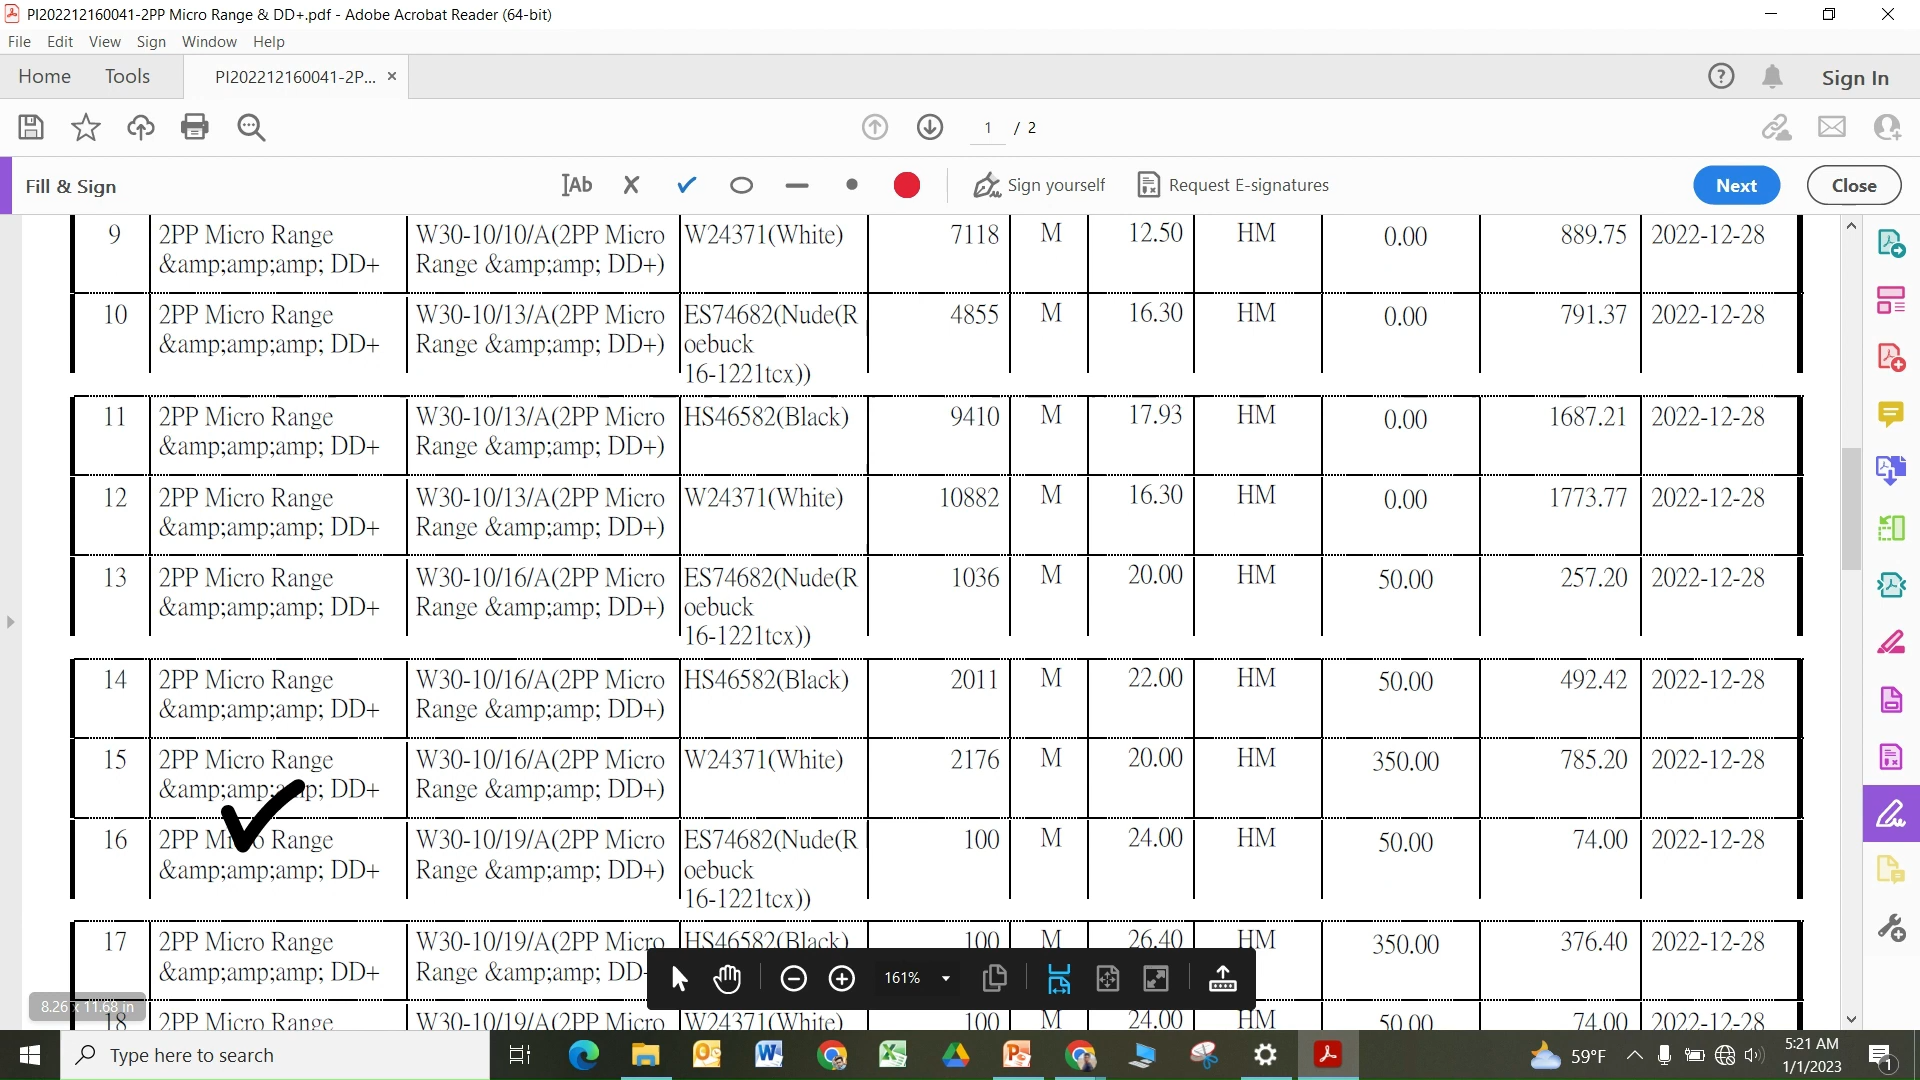 PI202212160041-2PP Micro Range & DD+.pdf - Adobe Acrobat Reader (64-bit)
File Edit View Sign Window Help
Home Tools PI202212160041-2P... × Sign In
1 / 2
Fill & Sign IAb Sign yourself Request E-signatures Next Close
9 2PP Micro Range W30-10/10/A(2PP Micro W24371(White) 7118 M 12.50 HM 0.00 889.75 2022-12-28
&amp;amp;amp; DD+ Range &amp;amp; DD+)
10 2PP Micro Range W30-10/13/A(2PP Micro ES74682(Nude(R 4855 M 16.30 HM 0.00 791.37 2022-12-28
&amp;amp;amp; DD+ Range &amp;amp; DD+) oebuck
16-1221tcx))
11 2PP Micro Range W30-10/13/A(2PP Micro HS46582(Black) 9410 M 17.93 HM 0.00 1687.21 2022-12-28
&amp;amp;amp; DD+ Range &amp;amp; DD+)
12 2PP Micro Range W30-10/13/A(2PP Micro W24371(White) 10882 M 16.30 HM 0.00 1773.77 2022-12-28
&amp;amp;amp; DD+ Range &amp;amp; DD+)
13 2PP Micro Range W30-10/16/A(2PP Micro ES74682(Nude(R 1036 M 20.00 HM 50.00 257.20 2022-12-28
&amp;amp;amp; DD+ Range &amp;amp; DD+) oebuck
16-1221tcx))
14 2PP Micro Range W30-10/16/A(2PP Micro HS46582(Black) 2011 M 22.00 HM 50.00 492.42 2022-12-28
&amp;amp;amp; DD+ Range &amp;amp; DD+)
15 2PP Micro Range W30-10/16/A(2PP Micro W24371(White) 2176 M 20.00 HM 350.00 785.20 2022-12-28
&amp;amp;amp; DD+ Range &amp;amp; DD+)
16 2PP Micro Range W30-10/19/A(2PP Micro ES74682(Nude(R 100 M 24.00 HM 50.00 74.00 2022-12-28
&amp;amp;amp; DD+ Range &amp;amp; DD+) oebuck
16-1221tcx))
17 2PP Micro Range W30-10/19/A(2PP Micro HS46582(Black) 100 M 26.40 HM 350.00 376.40 2022-12-28
&amp;amp;amp; DD+ Range &amp;amp; DD
161%
8.26 x 11.68 in
18 2PP Micro Range W30-10/19/A(2PP Micro W24371(White) 100 M 24.00 HM 50.00 74.00 2022-12-28
Type here to search 59°F 5:21 AM
1/1/2023 1